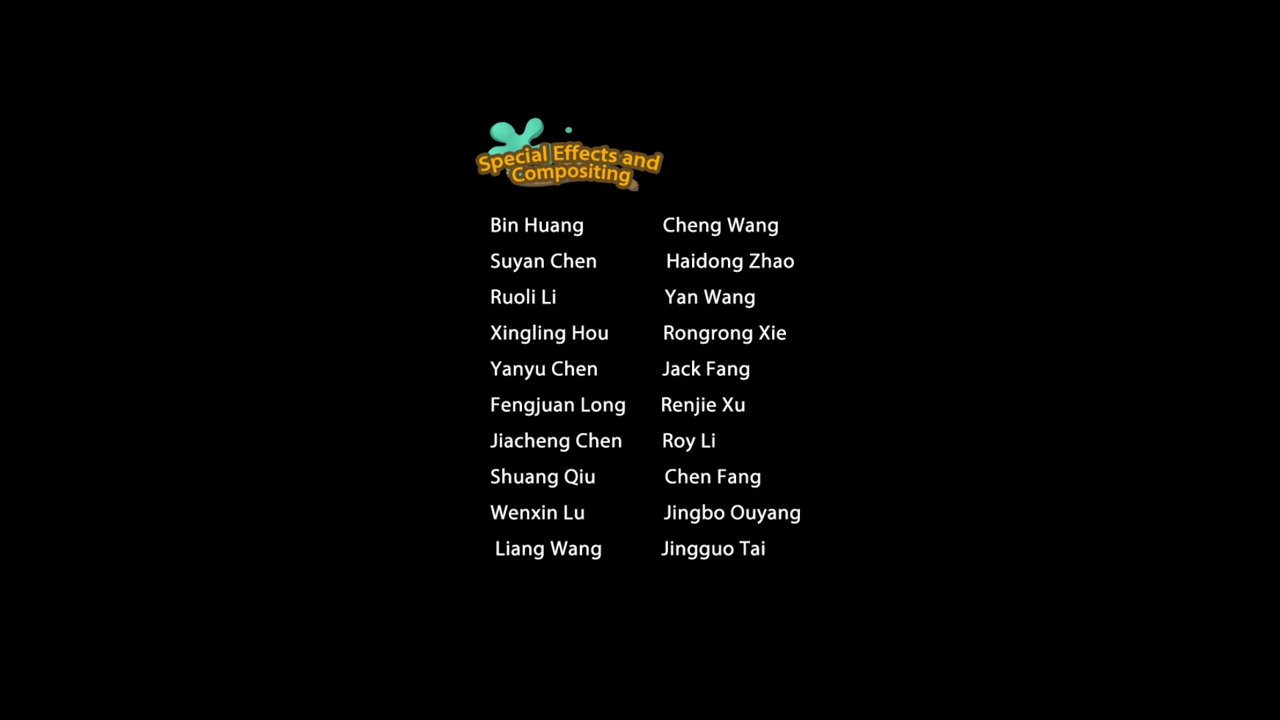 Special Effects and
Compositing
Bin Huang Cheng Wang
Suyan Chen Haidong Zhao
Ruoli Li Yan Wang
Xingling Hou Rongrong Xie
Yanyu Chen Jack Fang
Fengjuan Long Renjie Xu
Jiacheng Chen Roy Li
Shuang Qiu Chen Fang
Wenxin Lu Jingbo Ouyang
Liang Wang Jingguo Tai